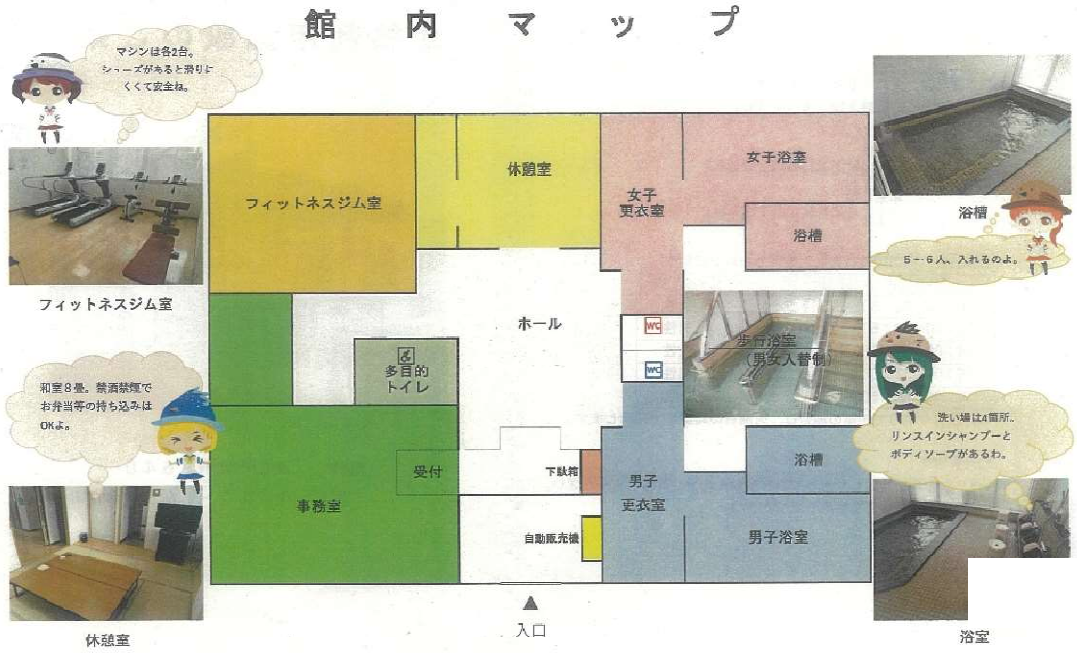 館内マップ
マシンは各2台。
シューズがあると滑りに
くくて安全ね。
フィットネスジム室
和室8畳。禁酒禁煙で
お弁当等の持ち込みは
OKよ。
休憩室
フィットネスジム室
休憩室
女子
更衣室
女子浴室
浴槽
ホール
多目的
トイレ
WC
WC
歩行浴室
(男女入替制)
受付
事務室
下駄箱
自動販売機
男子
更衣室
浴槽
男子浴室
入口
浴槽
5~6人、入れるのよ。
洗い場は4箇所。
リンスインシャンプーと
ボディソープがあるわ。
浴室